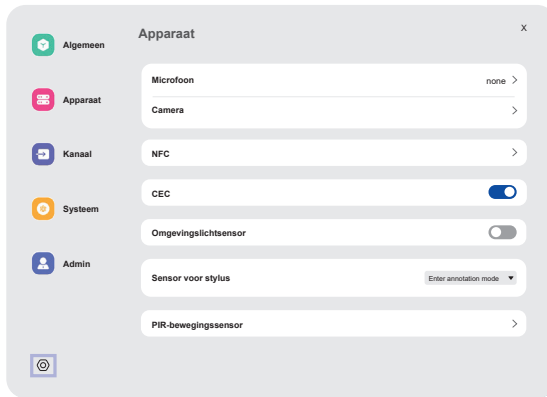 Apparaat
X
Algemeen
Apparaat
Kanaal
Systeem
Admin
Microfoon none
Camera
NFC
CEC
Omgevingslichtsensor
Sensor voor stylus Enter annotation mode
PIR-bewegingssensor